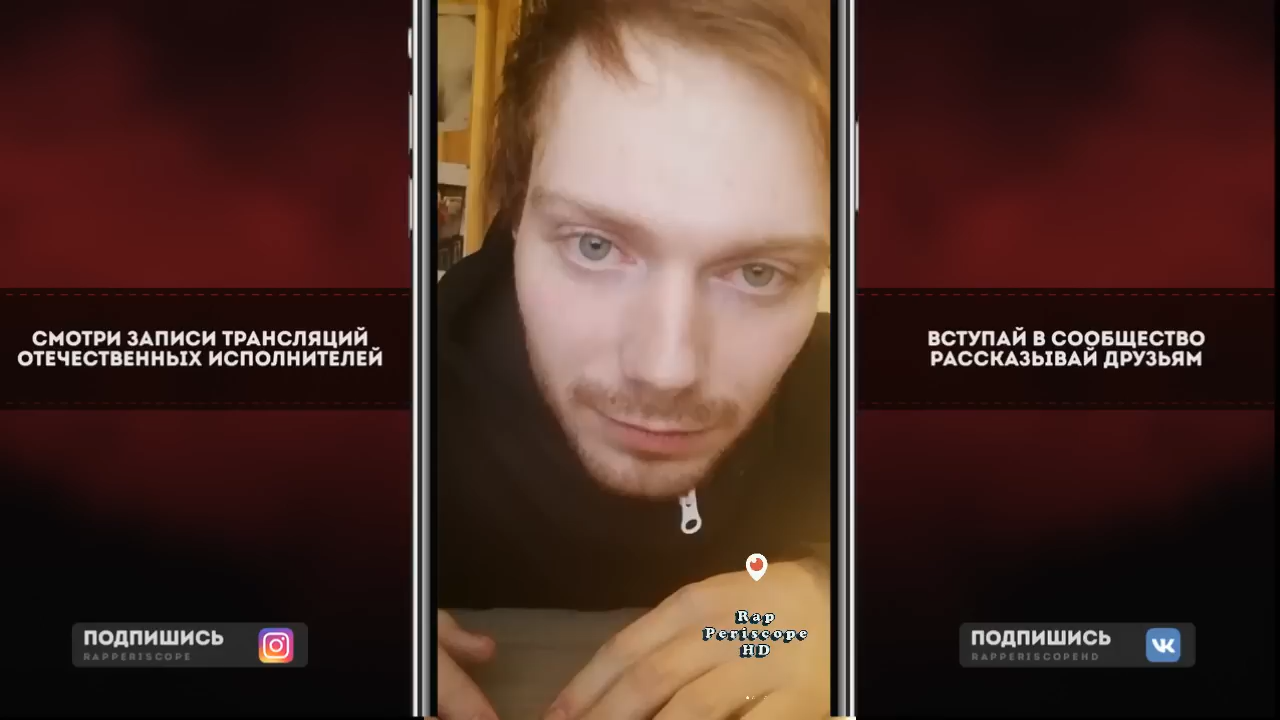 СМОТРИ ЗАПИСИ ТРАНСЛЯЦИЙ
ОТЕЧЕСТВЕННЫХ ИСПОЛНИТЕЛЕЙ
ВСТУПАЙ В СООБЩЕСТВО
РАССКАЗЫВАЙ ДРУЗЬЯМ
Rap
Periscope
HD
ПОДПИШИСЬ
RAPPERISCOPE
ПОДПИШИСЬ
RAPPERISCOPEHD